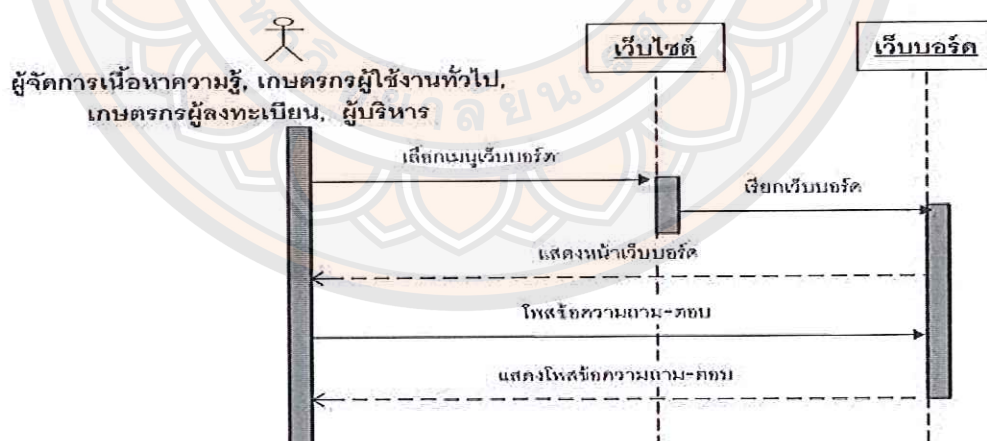 เว็บไซต์
เว็บบอร์ด
ผู้จัดการเนื้อหาความรู้, เกษตรกรผู้ใช้งานทั่วไป,
เกษตรกรผู้ลงทะเบียน, ผู้บริหาร
เลือกเมนูเว็บบอร์ด
เรียกเว็บบอร์ด
แสดงหน้าเว็บบอร์ด
โพสข้อความถาม-ตอบ
แสดงโพสข้อความถาม-ตอบ